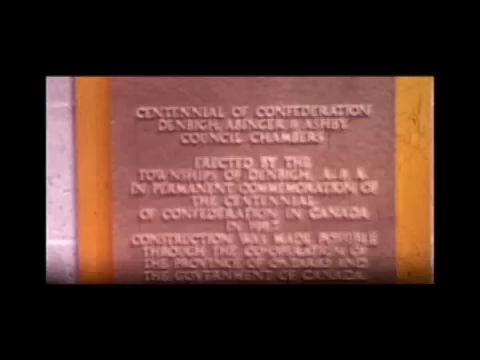 CENTENNIAL OF CONFEDERATION
DENBIGH, ABINGER & ASHBY
COUNCIL CHAMBERS
ERECTED BY THE
TOWNSHIPS OF DENBIGH, A. & A.
IN PERMANENT COMMEMORATION OF
THE CENTENNIAL
OF CONFEDERATION IN CANADA
IN 1967
CONSTRUCTION WAS MADE POSSIBLE
THROUGH THE CO-OPERATION OF
THE PROVINCE OF ONTARIO AND
THE GOVERNMENT OF CANADA